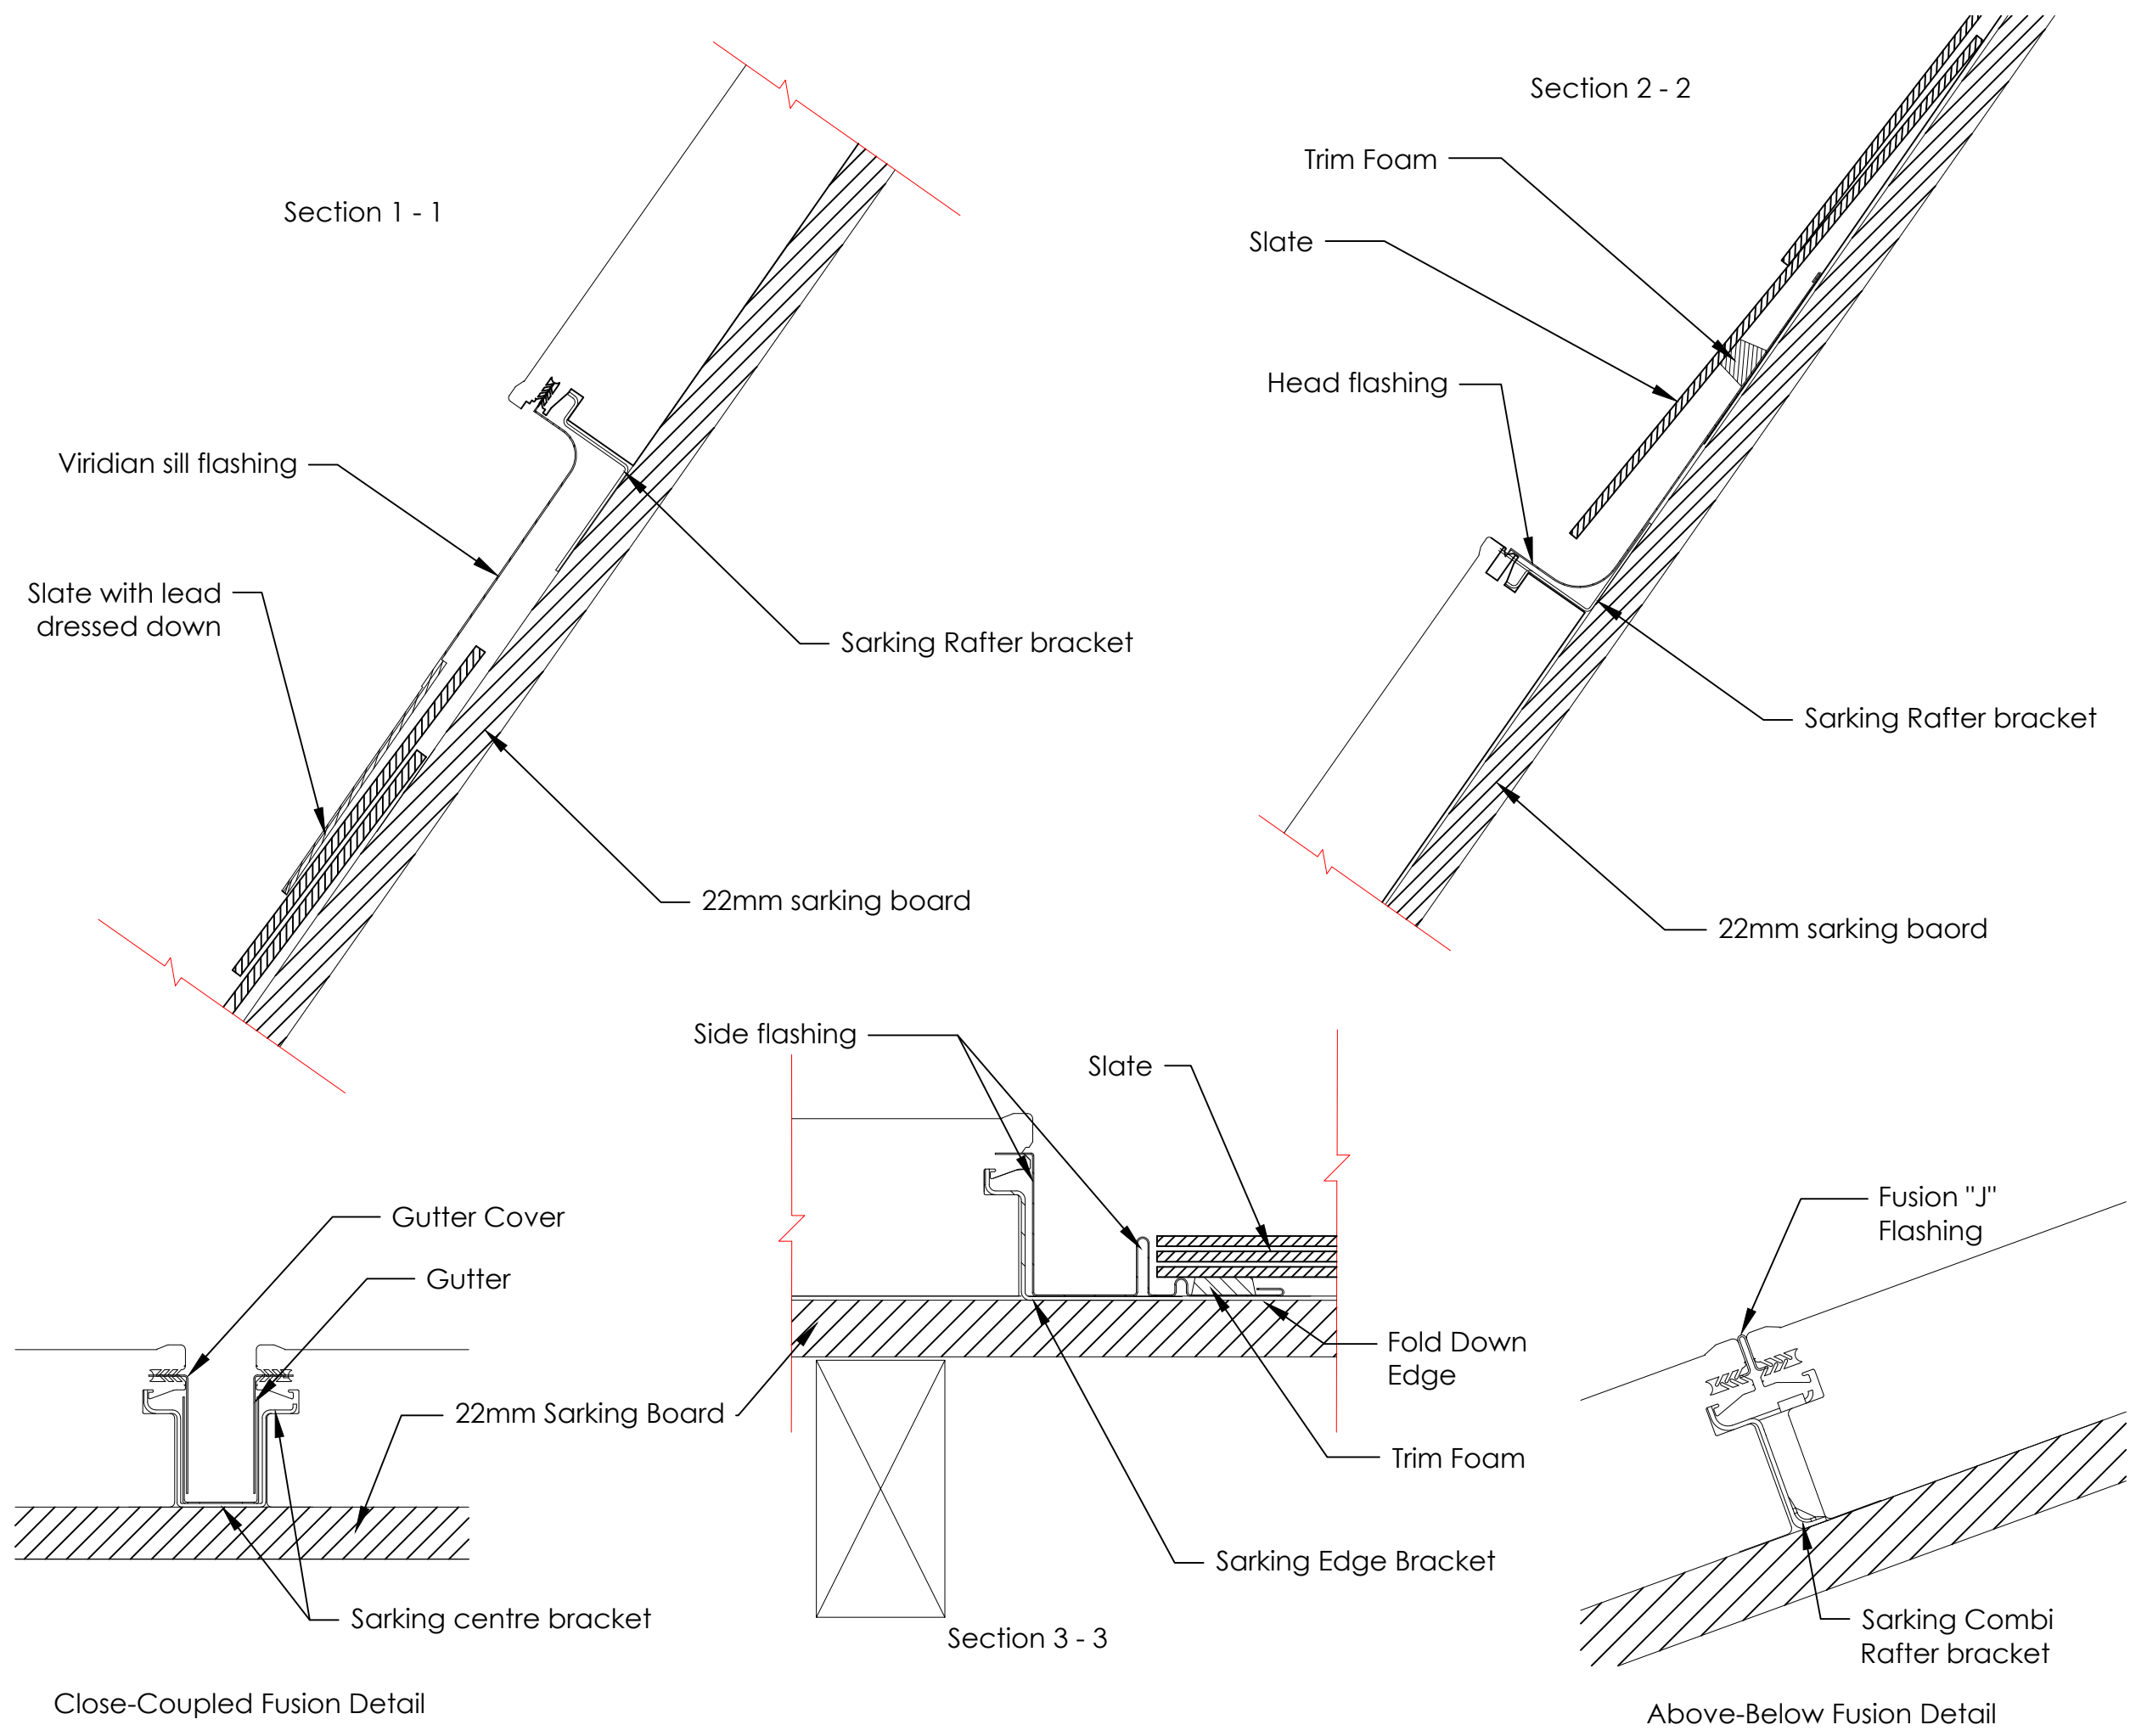 Section 1 - 1
Viridian sill flashing
Slate with lead
dressed down
Sarking Rafter bracket
22mm sarking board
Section 2 - 2
Trim Foam
Slate
Head flashing
Sarking Rafter bracket
22mm sarking baord
Side flashing
Slate
Fold Down
Edge
Trim Foam
Sarking Edge Bracket
Section 3 - 3
Gutter Cover
Gutter
22mm Sarking Board
Sarking centre bracket
Close-Coupled Fusion Detail
Fusion "J"
Flashing
Sarking Combi
Rafter bracket
Above-Below Fusion Detail